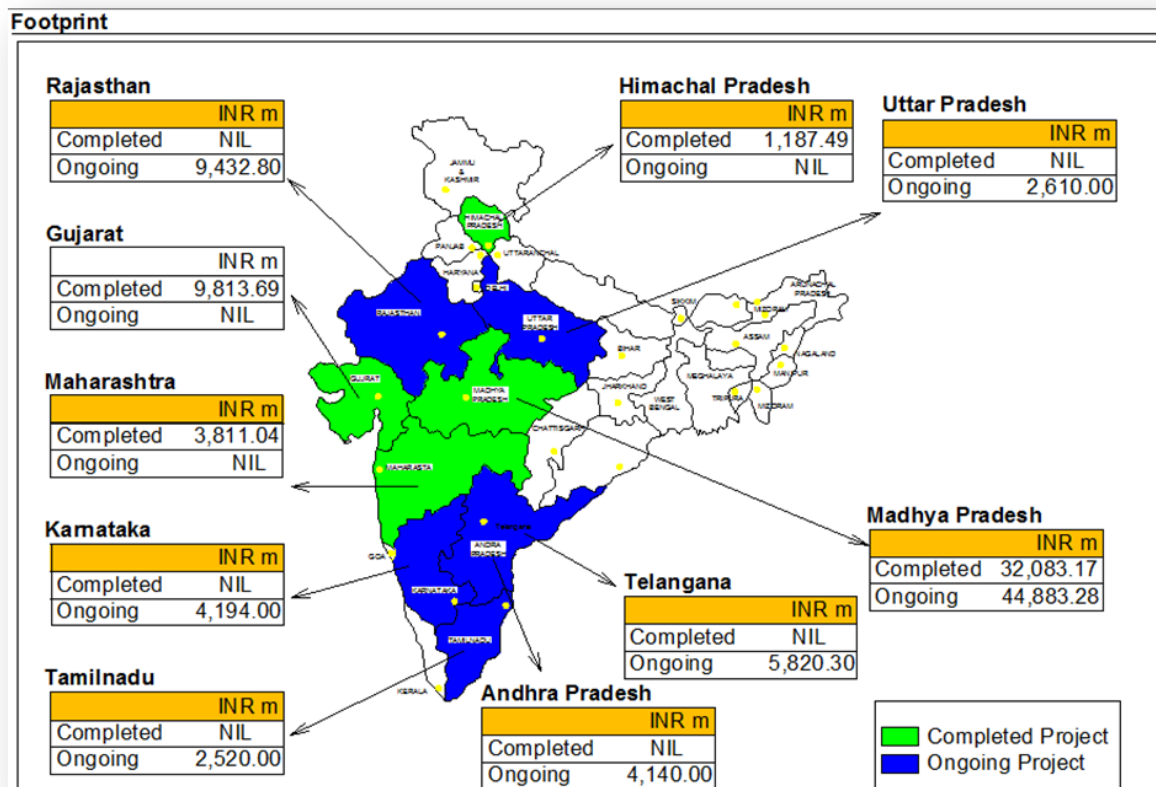 Footprint
Rajasthan
INR m
Completed NIL
Ongoing 9,432.80
Himachal Pradesh
INR m
Completed 1,187.49
Ongoing NIL
Uttar Pradesh
INR m
Completed NIL
Ongoing 2,610.00
Gujarat
INR m
Completed 9,813.69
Ongoing NIL
Maharashtra
INR m
Completed 3,811.04
Ongoing NIL
Karnataka
INR m
Completed NIL
Ongoing 4,194.00
Tamilnadu
INR m
Completed NIL
Ongoing 2,520.00
Andhra Pradesh
INR m
Completed NIL
Ongoing 4,140.00
Telangana
INR m
Completed NIL
Ongoing 5,820.30
Madhya Pradesh
INR m
Completed 32,083.17
Ongoing 44,883.28
Completed Project
Ongoing Project
JAMMU
&
KASHMIR
HIMACHAL
PRADESH
PANJAB
UTTARANCHAL
HARYANA
DELHI
RAJASTHAN
UTTAR
PRADESH
SIKKIM
ARUNACHAL
PRADESH
MIZORAM
ASSAM
NAGALAND
MANIPUR
BIHAR
MEGHALAYA
TRIPURA
MIZORAM
JHARKHAND
WEST
BENGAL
GUJRAT
MADHYA
PRADESH
CHATTISGARH
MAHARASTA
Telangana
GOA
ANDRA
PRADESH
KARNATAKA
TAMILNADU
KERALA